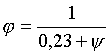 φ = 1 / (0,23 + ψ)